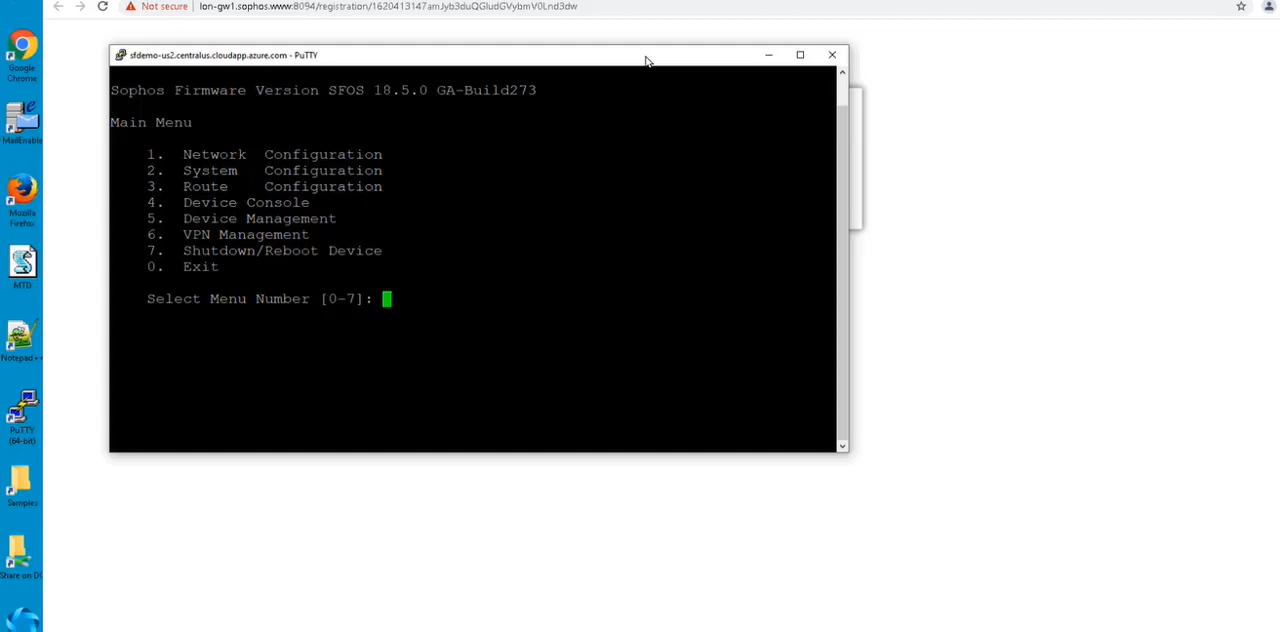 Not secure | lon-gw1.sophos.www:8094/registration/1620413147amJyb3duQGludGVybmV0Lnd3dw
Google
Chrome
MailEnable
Mozilla
Firefox
MTD
Notepad++
PuTTY
(64-bit)
Samples
Share on DC
sfdemo-us2.centralus.cloudapp.azure.com - PuTTY
Sophos Firmware Version SFOS 18.5.0 GA-Build273
Main Menu
1. Network Configuration
2. System Configuration
3. Route Configuration
4. Device Console
5. Device Management
6. VPN Management
7. Shutdown/Reboot Device
0. Exit
Select Menu Number [0-7]: